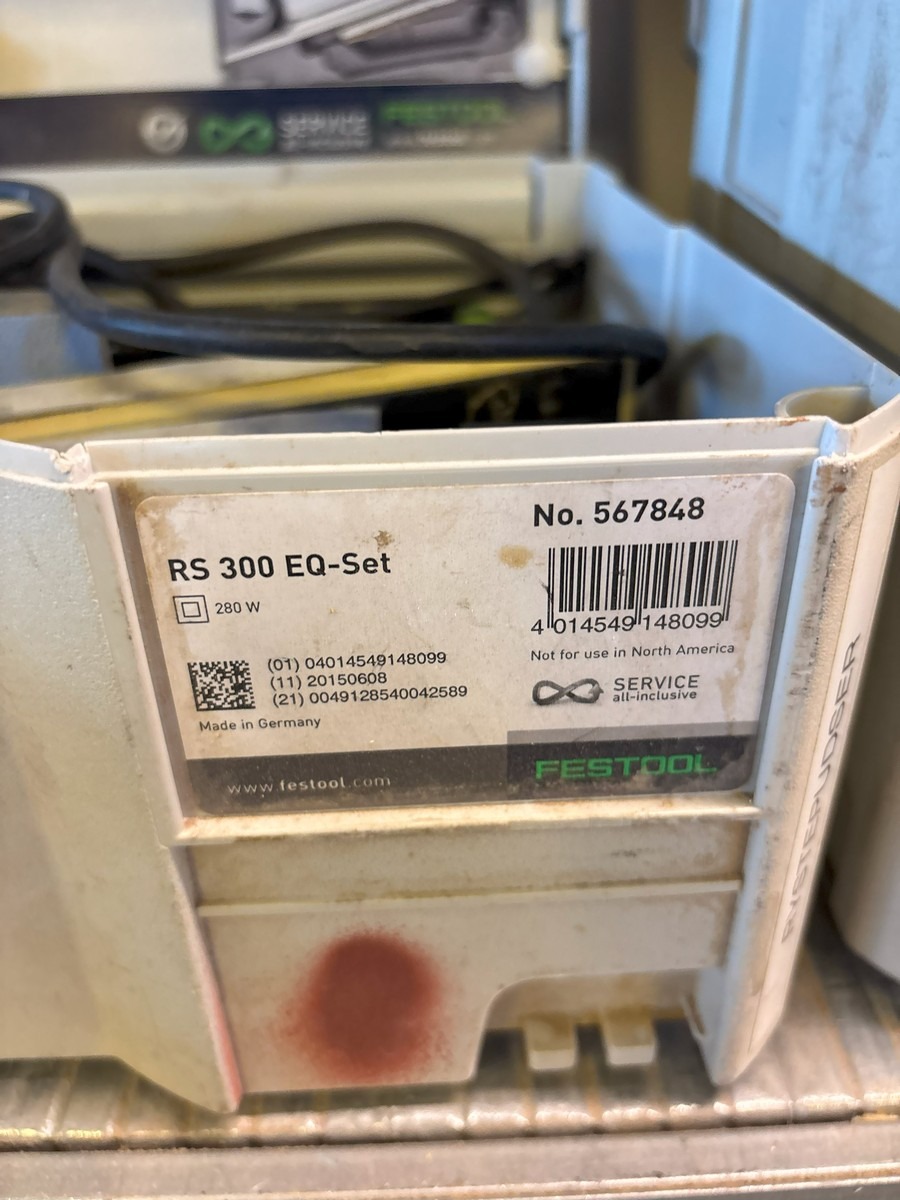 SERVICE
FESTOOL
No. 567848
RS 300 EQ-Set
280 W
4 014549 148099
Not for use in North America
(01) 04014549148099
(11) 20150608
(21) 0049128540042589
SERVICE
all-inclusive
Made in Germany
www.festool.com
FESTOOL
RYSTEPUDSER